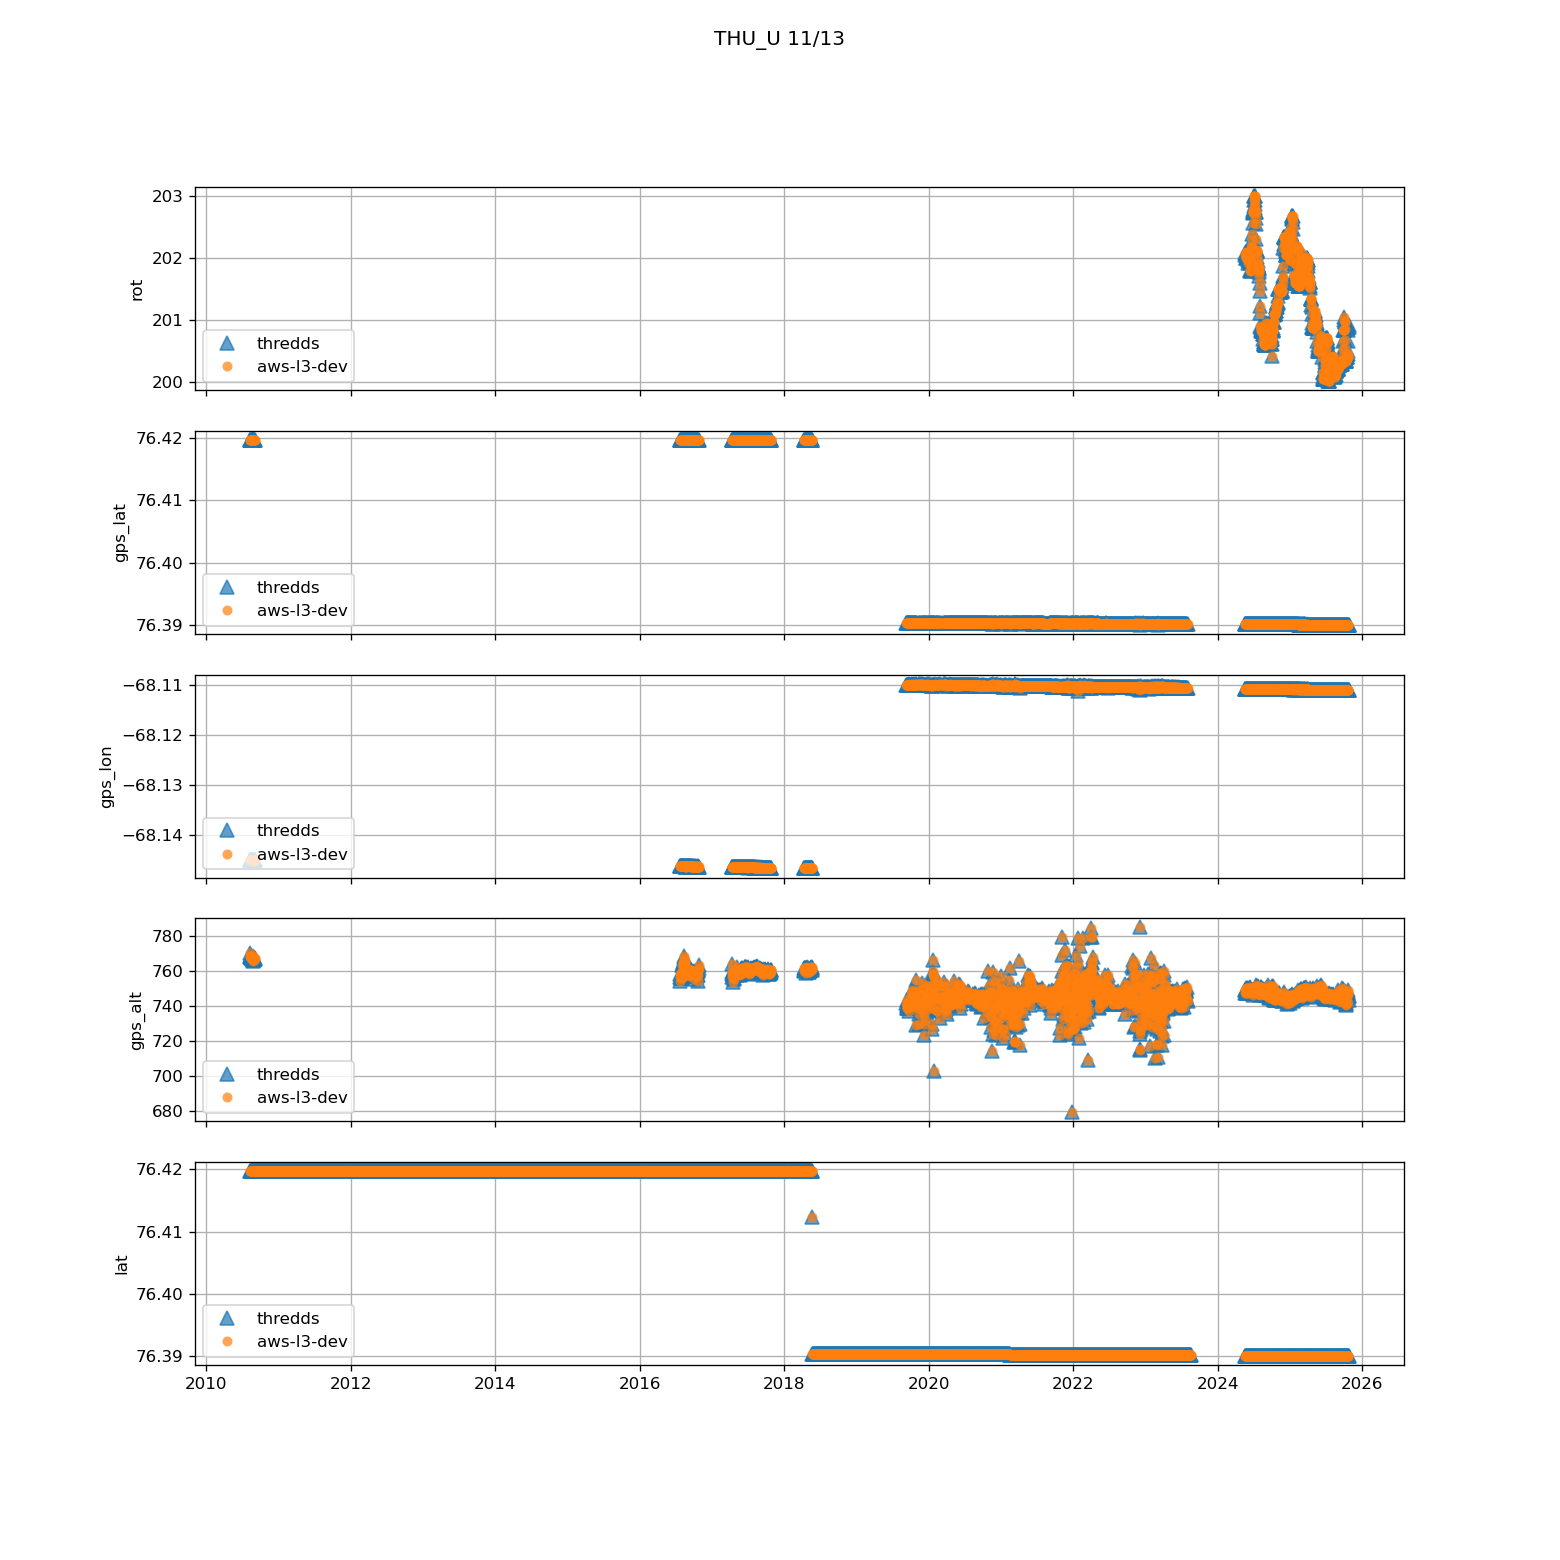 THU_U 11/13
203
202
201
200
rot
thredds
aws-l3-dev
76.42
76.41
76.40
76.39
gps_lat
thredds
aws-l3-dev
−68.11
−68.12
−68.13
−68.14
gps_lon
thredds
aws-l3-dev
780
760
740
720
700
680
gps_alt
thredds
aws-l3-dev
76.42
76.41
76.40
76.39
lat
thredds
aws-l3-dev
2010 2012 2014 2016 2018 2020 2022 2024 2026